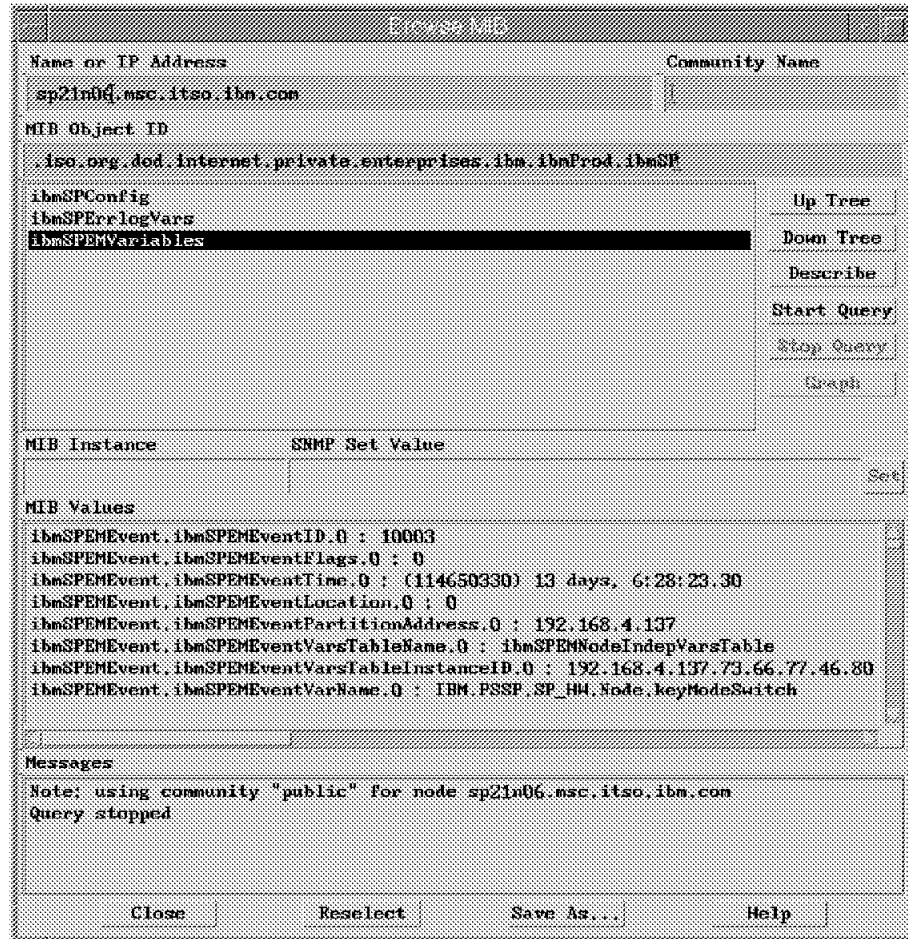 Browse MIB
Name or IP Address Community Name
sp21n06.msc.itso.ibm.com
MIB Object ID
.iso.org.dod.internet.private.enterprises.ibm.ibmProd.ibmSP
ibmSPConfig
ibmSPErrlogVars
ibmSPEMVariables
Up Tree
Down Tree
Describe
Start Query
Stop Query
Graph
MIB Instance SNMP Set Value
Set
MIB Values
ibmSPEMEvent.ibmSPEMEventID.0 : 10003
ibmSPEMEvent.ibmSPEMEventFlags.0 : 0
ibmSPEMEvent.ibmSPEMEventTime.0 : (114650330) 13 days, 6:28:23.30
ibmSPEMEvent.ibmSPEMEventLocation.0 : 0
ibmSPEMEvent.ibmSPEMEventPartitionAddress.0 : 192.168.4.137
ibmSPEMEvent.ibmSPEMEventVarsTableName.0 : ibmSPEMNodeIndepVarsTable
ibmSPEMEvent.ibmSPEMEventVarsTableInstanceID.0 : 192.168.4.137.73.66.77.46.80
ibmSPEMEvent.ibmSPEMEventVarName.0 : IBM.PSSP.SP_HW.Node.keyModeSwitch
Messages
Note: using community "public" for node sp21n06.msc.itso.ibm.com
Query stopped
Close Reselect Save As... Help